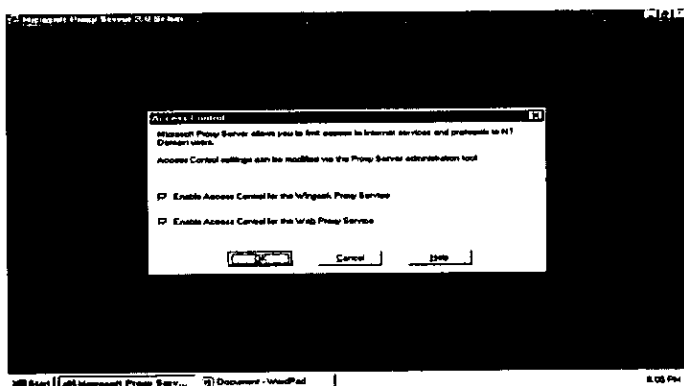 Microsoft Proxy Server 2.0 Setup
Access Control
Microsoft Proxy Server allows you to limit access to Internet services and protocols to NT
Domain users.
Access Control settings can be modified via the Proxy Server administration tool
Enable Access Control for the Winsock Proxy Service
Enable Access Control for the Web Proxy Service
OK
Cancel
Help
Start
Microsoft Proxy Serv...
Document - WordPad
8:05 PM